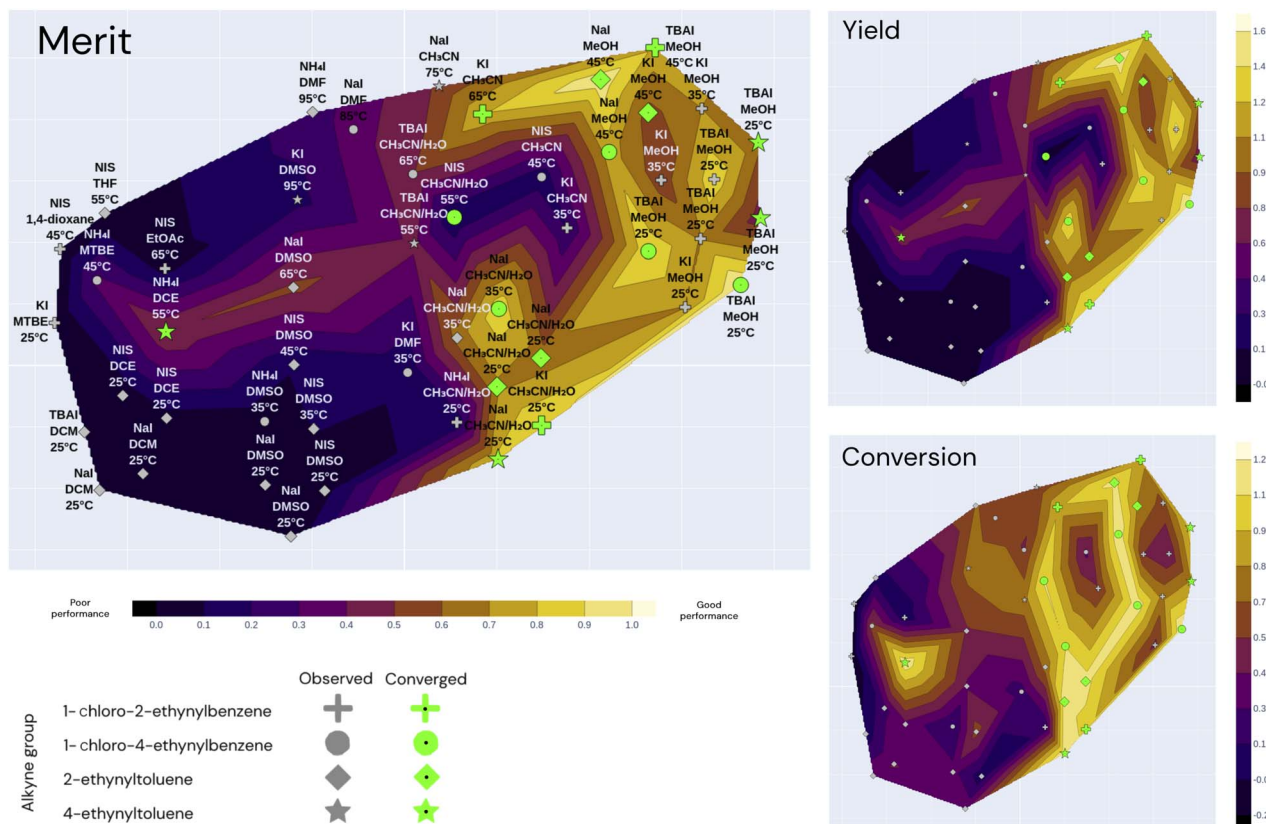 Merit
NaI
CH₃CN
75°C
KI
CH₃CN
65°C
NaI
MeOH
45°C
TBAI
MeOH
45°C
KI
MeOH
45°C
KI
MeOH
35°C
TBAI
MeOH
25°C
NH₄I
DMF
95°C
NaI
DMF
85°C
NaI
MeOH
45°C
TBAI
CH₃CN/H₂O
65°C
NIS
CH₃CN
45°C
KI
MeOH
35°C
TBAI
MeOH
25°C
KI
DMSO
95°C
NIS
CH₃CN/H₂O
55°C
KI
CH₃CN
35°C
NIS
THF
55°C
TBAI
CH₃CN/H₂O
55°C
TBAI
MeOH
25°C
TBAI
MeOH
25°C
NIS
1,4-dioxane
45°C
NH₄I
MTBE
45°C
NIS
EtOAc
65°C
TBAI
MeOH
25°C
NaI
DMSO
65°C
NaI
CH₃CN/H₂O
35°C
KI
MeOH
25°C
NH₄I
DCE
55°C
TBAI
MeOH
25°C
KI
MTBE
25°C
NaI
CH₃CN/H₂O
35°C
NaI
CH₃CN/H₂O
25°C
NIS
DMSO
45°C
KI
DMF
35°C
NaI
CH₃CN/H₂O
25°C
NIS
DCE
25°C
NIS
DCE
25°C
NH₄I
DMSO
35°C
NIS
DMSO
35°C
NH₄I
CH₃CN/H₂O
25°C
KI
CH₃CN/H₂O
25°C
TBAI
DCM
25°C
NaI
DCM
25°C
NaI
DMSO
25°C
NIS
DMSO
25°C
NaI
CH₃CN/H₂O
25°C
NaI
DCM
25°C
NaI
DMSO
25°C
Poor
performance
0.0 0.1 0.2 0.3 0.4 0.5 0.6 0.7 0.8 0.9 1.0
Good
performance
Observed Converged
Alkyne group
1-chloro-2-ethynylbenzene
1-chloro-4-ethynylbenzene
2-ethynyltoluene
4-ethynyltoluene
Yield
1.6
1.4
1.3
1.2
1.1
0.9
0.8
0.7
0.6
0.4
0.3
0.2
0.1
Conversion
1.2
1.1
1.0
0.9
0.8
0.7
0.5
0.4
0.3
0.2
0.1